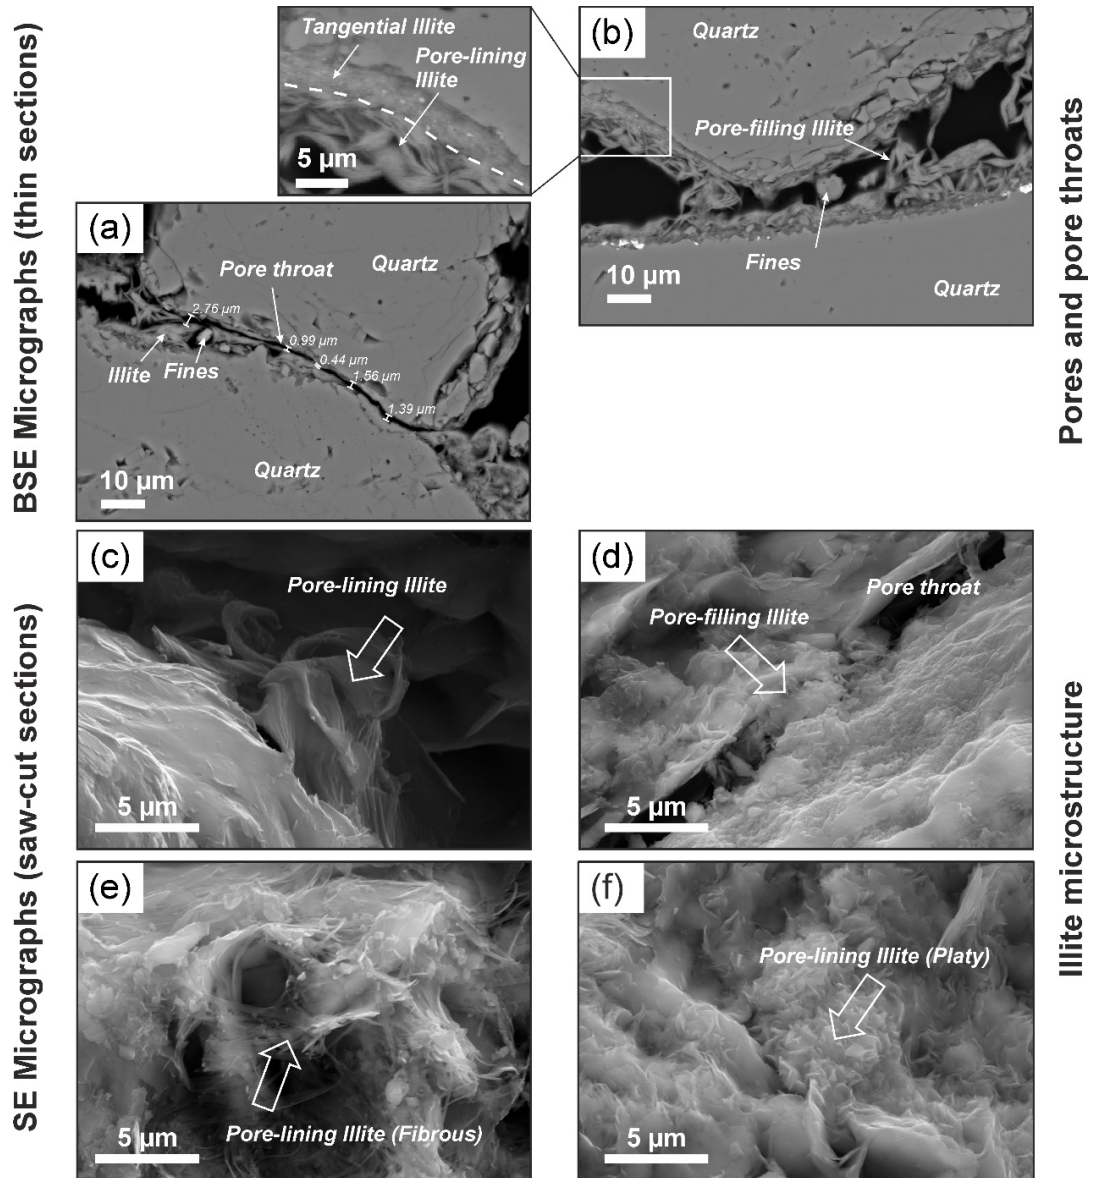 BSE Micrographs (thin sections)
Tangential Illite
Pore-lining
Illite
5 µm
(b)
Quartz
Pore-filling Illite
Fines
10 µm
Quartz
Pores and pore throats
(a)
Pore throat
Quartz
2.76 µm
0.99 µm
0.44 µm
1.56 µm
1.39 µm
Illite
Fines
Quartz
10 µm
SE Micrographs (saw-cut sections)
(c)
Pore-lining Illite
5 µm
(d)
Pore throat
Pore-filling Illite
5 µm
Illite microstructure
(e)
Pore-lining Illite (Fibrous)
5 µm
(f)
Pore-lining Illite (Platy)
5 µm